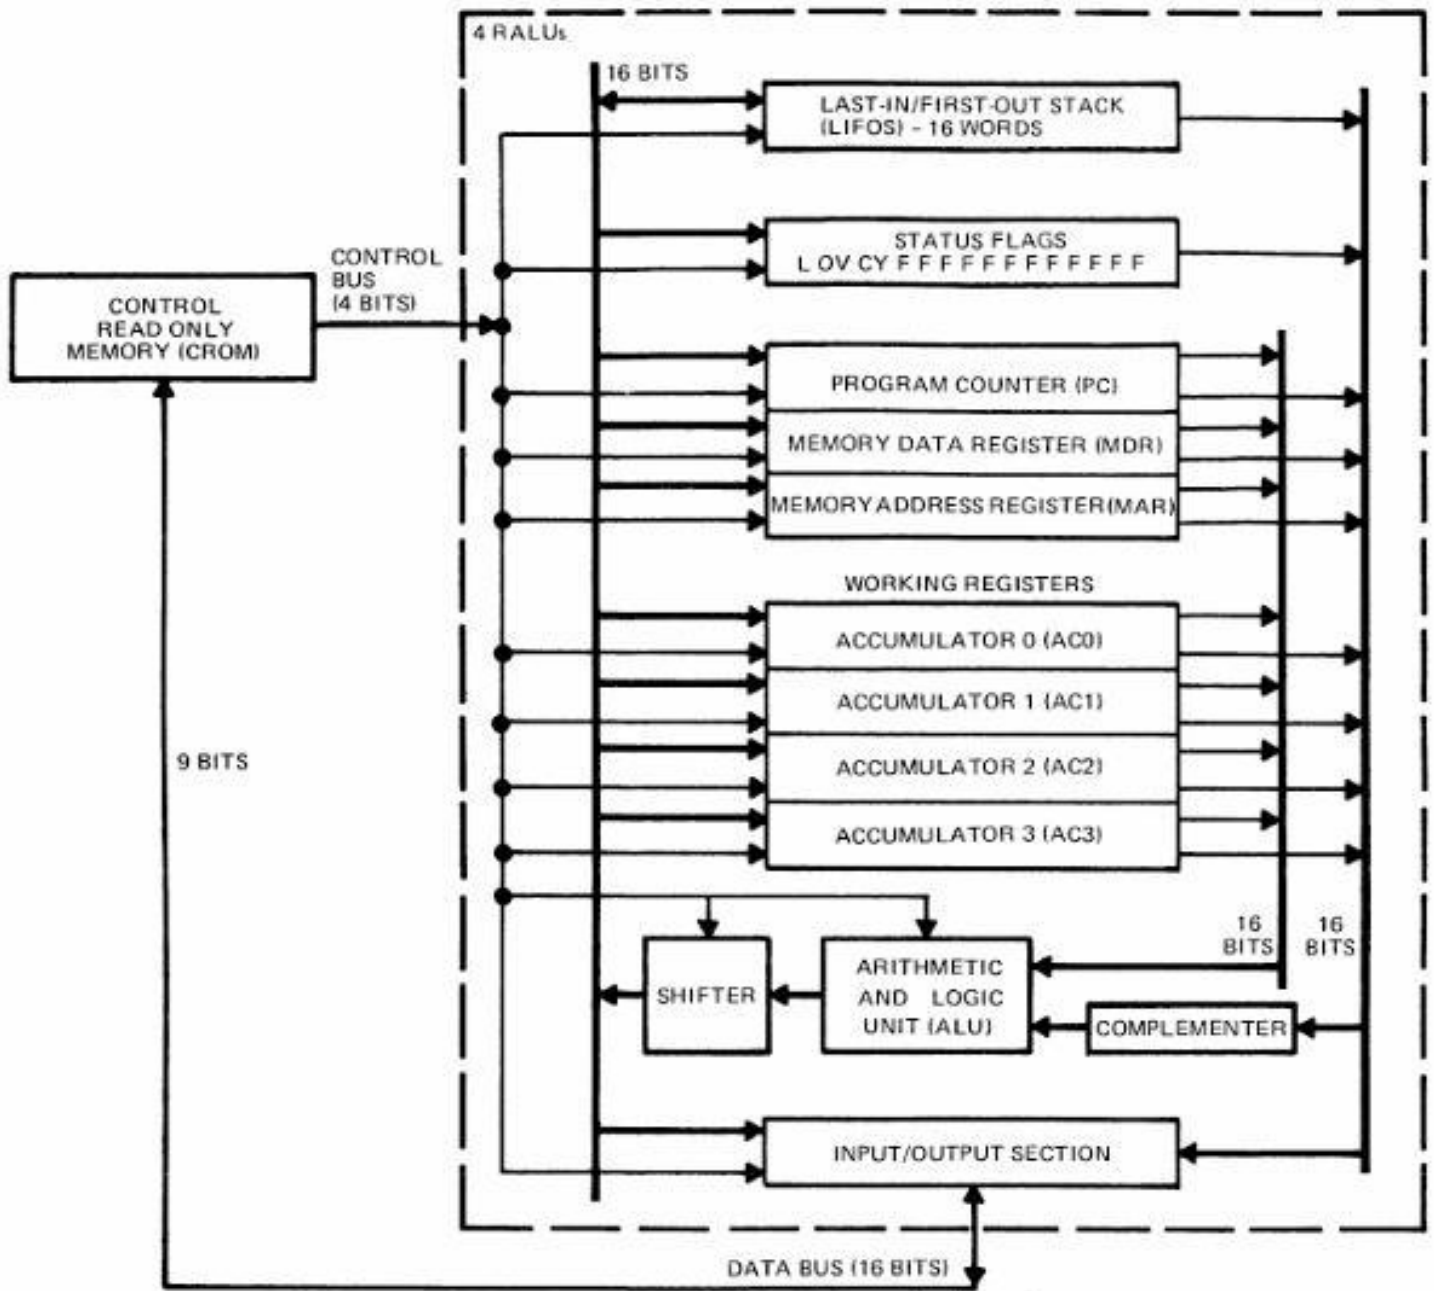 4 RALUs
16 BITS
LAST-IN/FIRST-OUT STACK
(LIFOS) – 16 WORDS
STATUS FLAGS
L OV CY F F F F F F F F F F F F
CONTROL
BUS
(4 BITS)
CONTROL
READ ONLY
MEMORY (CROM)
PROGRAM COUNTER (PC)
MEMORY DATA REGISTER (MDR)
MEMORY ADDRESS REGISTER (MAR)
WORKING REGISTERS
ACCUMULATOR 0 (AC0)
ACCUMULATOR 1 (AC1)
ACCUMULATOR 2 (AC2)
ACCUMULATOR 3 (AC3)
9 BITS
16
BITS
16
BITS
SHIFTER
ARITHMETIC
AND LOGIC
UNIT (ALU)
COMPLEMENTER
INPUT/OUTPUT SECTION
DATA BUS (16 BITS)